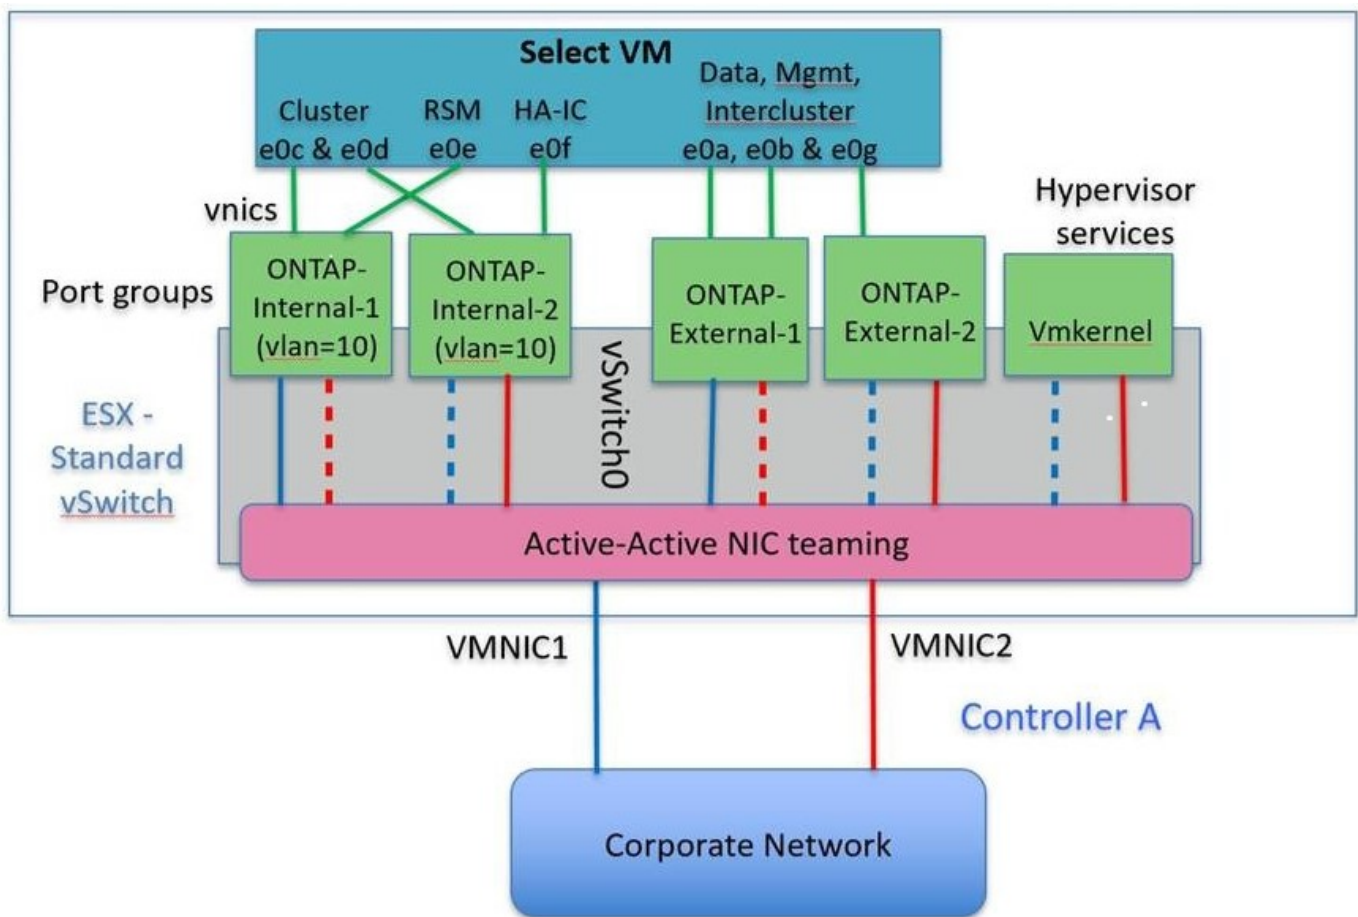 Select VM
Data, Mgmt,
Cluster
RSM
HA-IC
Intercluster
e0c & e0d
e0e
e0f
e0a, e0b & e0g
vnics
Hypervisor
services
Port groups
ONTAP-
Internal-1
(vlan=10)
ONTAP-
Internal-2
(vlan=10)
vSwitch0
ONTAP-
External-1
ONTAP-
External-2
Vmkernel
ESX -
Standard
vSwitch
Active-Active NIC teaming
VMNIC1
VMNIC2
Controller A
Corporate Network